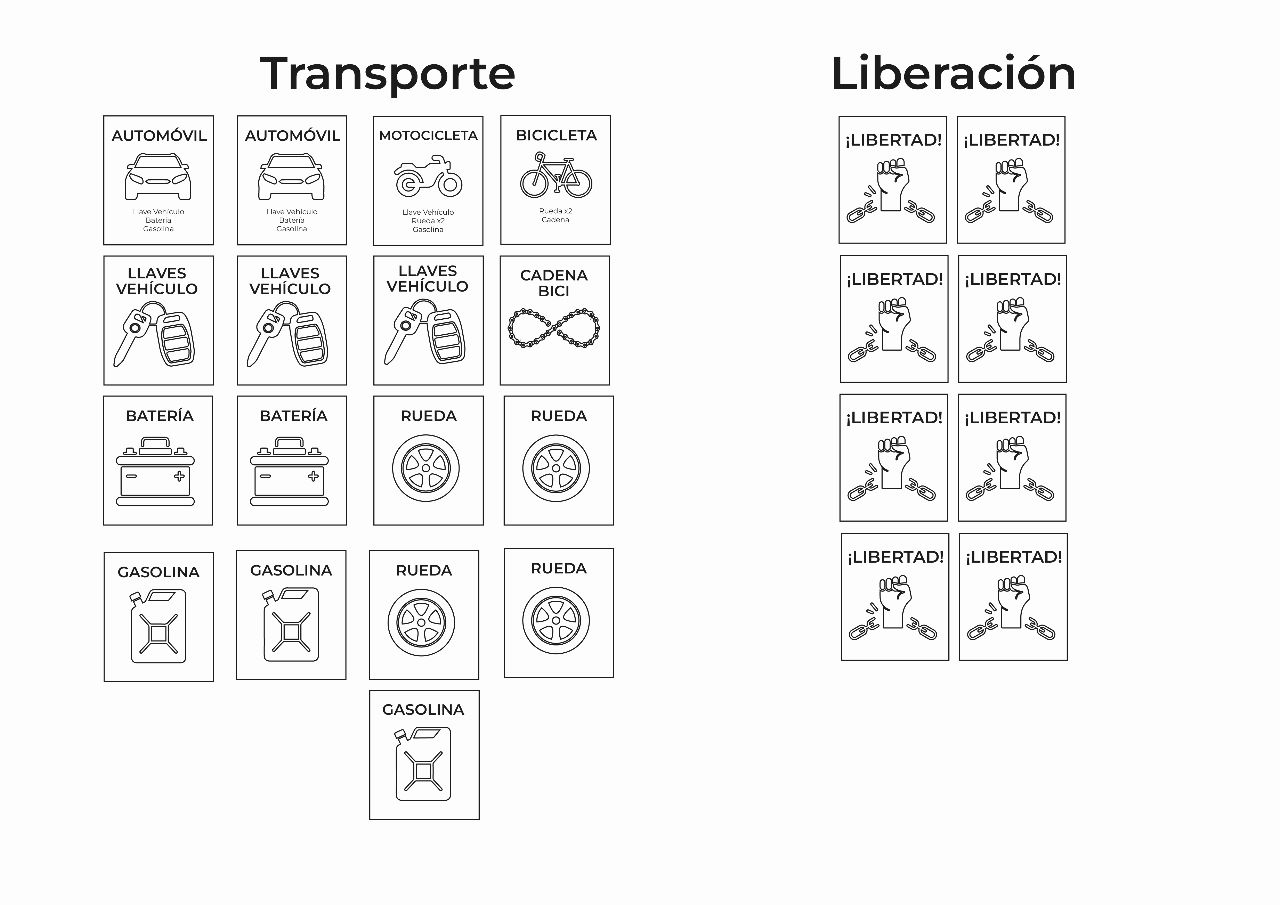 Transporte
AUTOMÓVIL
Llave Vehículo
Batería
Gasolina
AUTOMÓVIL
Llave Vehículo
Batería
Gasolina
MOTOCICLETA
Llave Vehículo
Rueda x2
Gasolina
BICICLETA
Rueda x2
Cadena
LLAVES
VEHÍCULO
LLAVES
VEHÍCULO
LLAVES
VEHÍCULO
CADENA
BICI
BATERÍA
BATERÍA
RUEDA
RUEDA
GASOLINA
GASOLINA
RUEDA
RUEDA
GASOLINA
Liberación
¡LIBERTAD!
¡LIBERTAD!
¡LIBERTAD!
¡LIBERTAD!
¡LIBERTAD!
¡LIBERTAD!
¡LIBERTAD!
¡LIBERTAD!